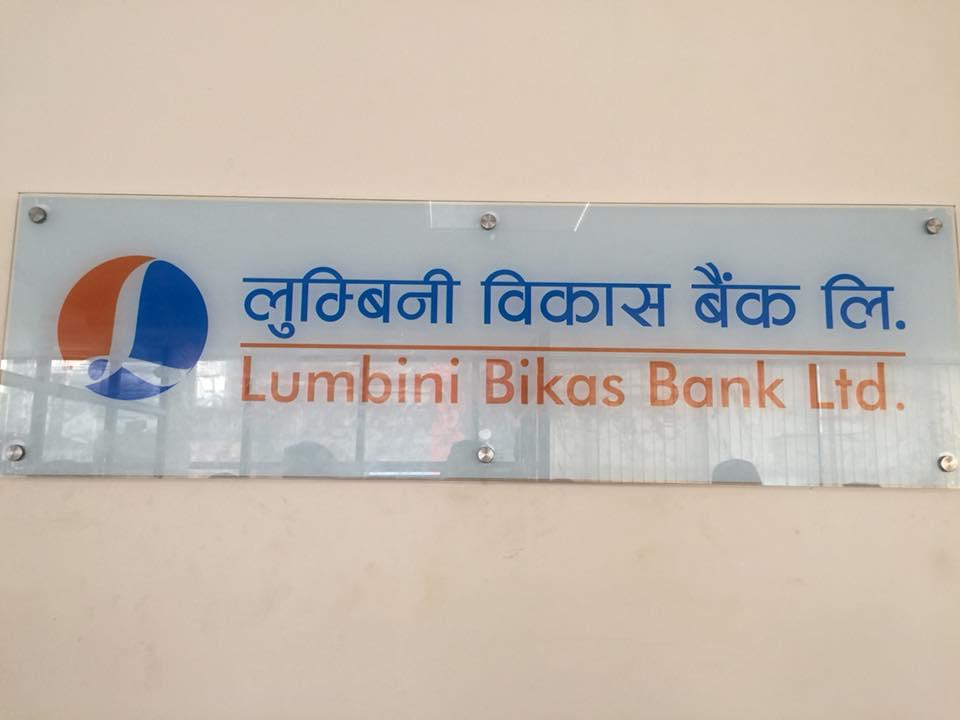 लुम्बिनी विकास बैंक लि.
Lumbini Bikas Bank Ltd.